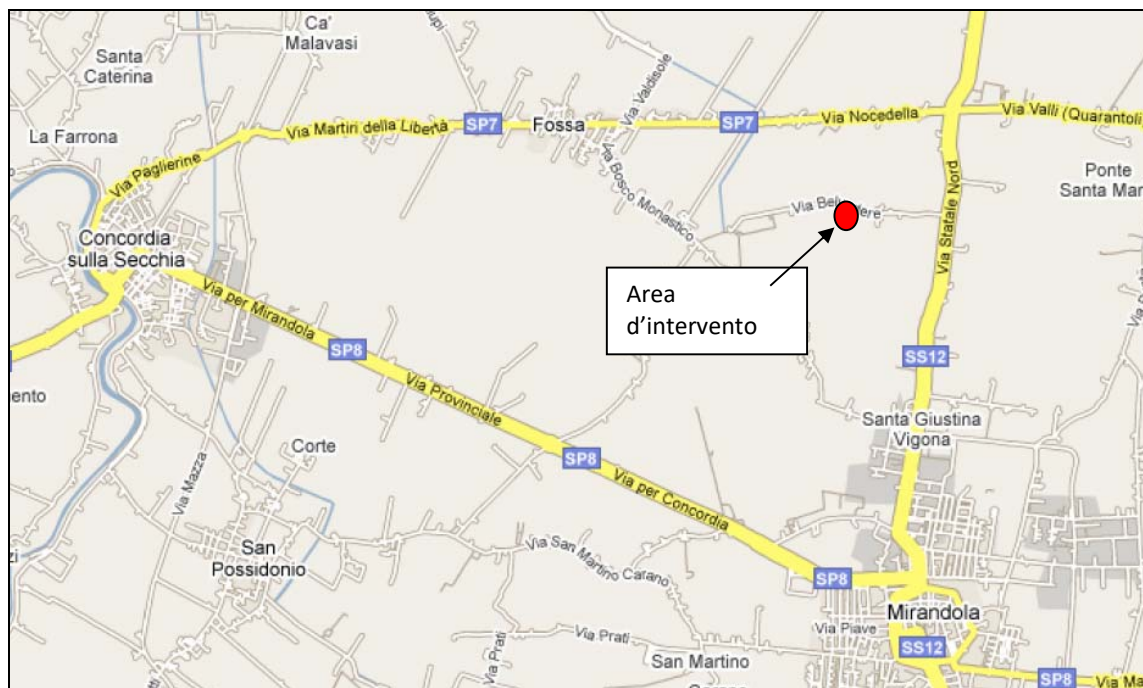 Ca'
Malavasi
Santa
Caterina
Via Valdisole
La Farrona
Via Martiri della Libertà
SP7
Fossa
SP7
Via Nocedella
Via Valli (Quarantoli
Via Paglierine
Via Bosco Monastico
Ponte
Santa Mar
Via Statale Nord
Concordia
sulla Secchia
Area
d'intervento
Via per Mirandola
SP8
SS12
Via Provinciale
Santa Giustina
Vigona
ento
Corte
SP8
Via per Concordia
Via Mazza
San
Possidonio
Via San Martino Carano
SP8
Mirandola
Via Piave
Via Prati
SS12
Via Prati
San Martino
SP8
Via Ma